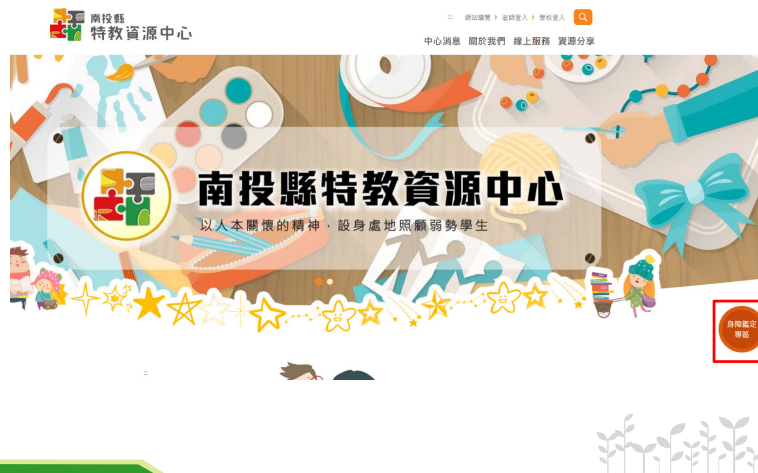 南投縣
特教資源中心
::: 網站導覽 老師登入 學校登入
中心消息 關於我們 線上服務 資源分享
南投縣特教資源中心
以人本關懷的精神，設身處地照顧弱勢學生
身障鑑定
專區
:::